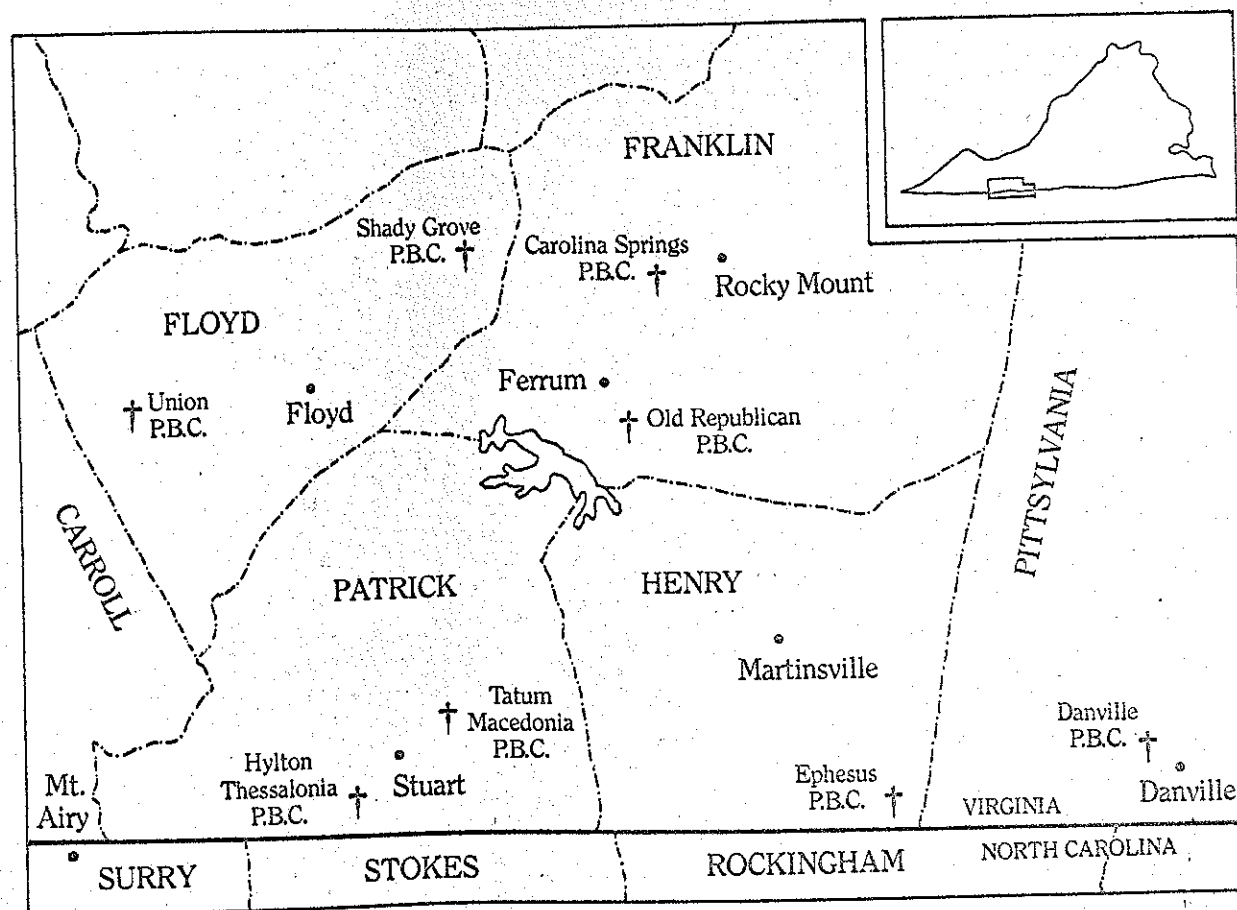 FRANKLIN
Shady Grove
P.B.C.
Carolina Springs
P.B.C.
Rocky Mount
FLOYD
Ferrum
Union
P.B.C.
Floyd
Old Republican
P.B.C.
PITTSYLVANIA
CARROLL
PATRICK
HENRY
Martinsville
Tatum
Macedonia
P.B.C.
Danville
P.B.C.
Hylton
Thessalonia
P.B.C.
Stuart
Mt.
Airy
Ephesus
P.B.C.
VIRGINIA
Danville
SURRY
STOKES
ROCKINGHAM
NORTH CAROLINA